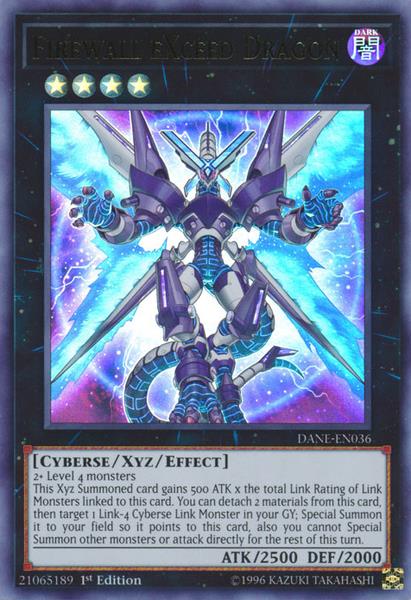 Firewall eXceed Dragon
DARK
闇
DANE-EN036
[Cyberse/Xyz/Effect]
2+ Level 4 monsters
This Xyz Summoned card gains 500 ATK x the total Link Rating of Link
Monsters linked to this card. You can detach 2 materials from this card,
then target 1 Link-4 Cyberse Link Monster in your GY; Special Summon
it to your field so it points to this card, also you cannot Special
Summon other monsters or attack directly for the rest of this turn.
ATK/2500 DEF/2000
21065189 1st Edition ©1996 KAZUKI TAKAHASHI